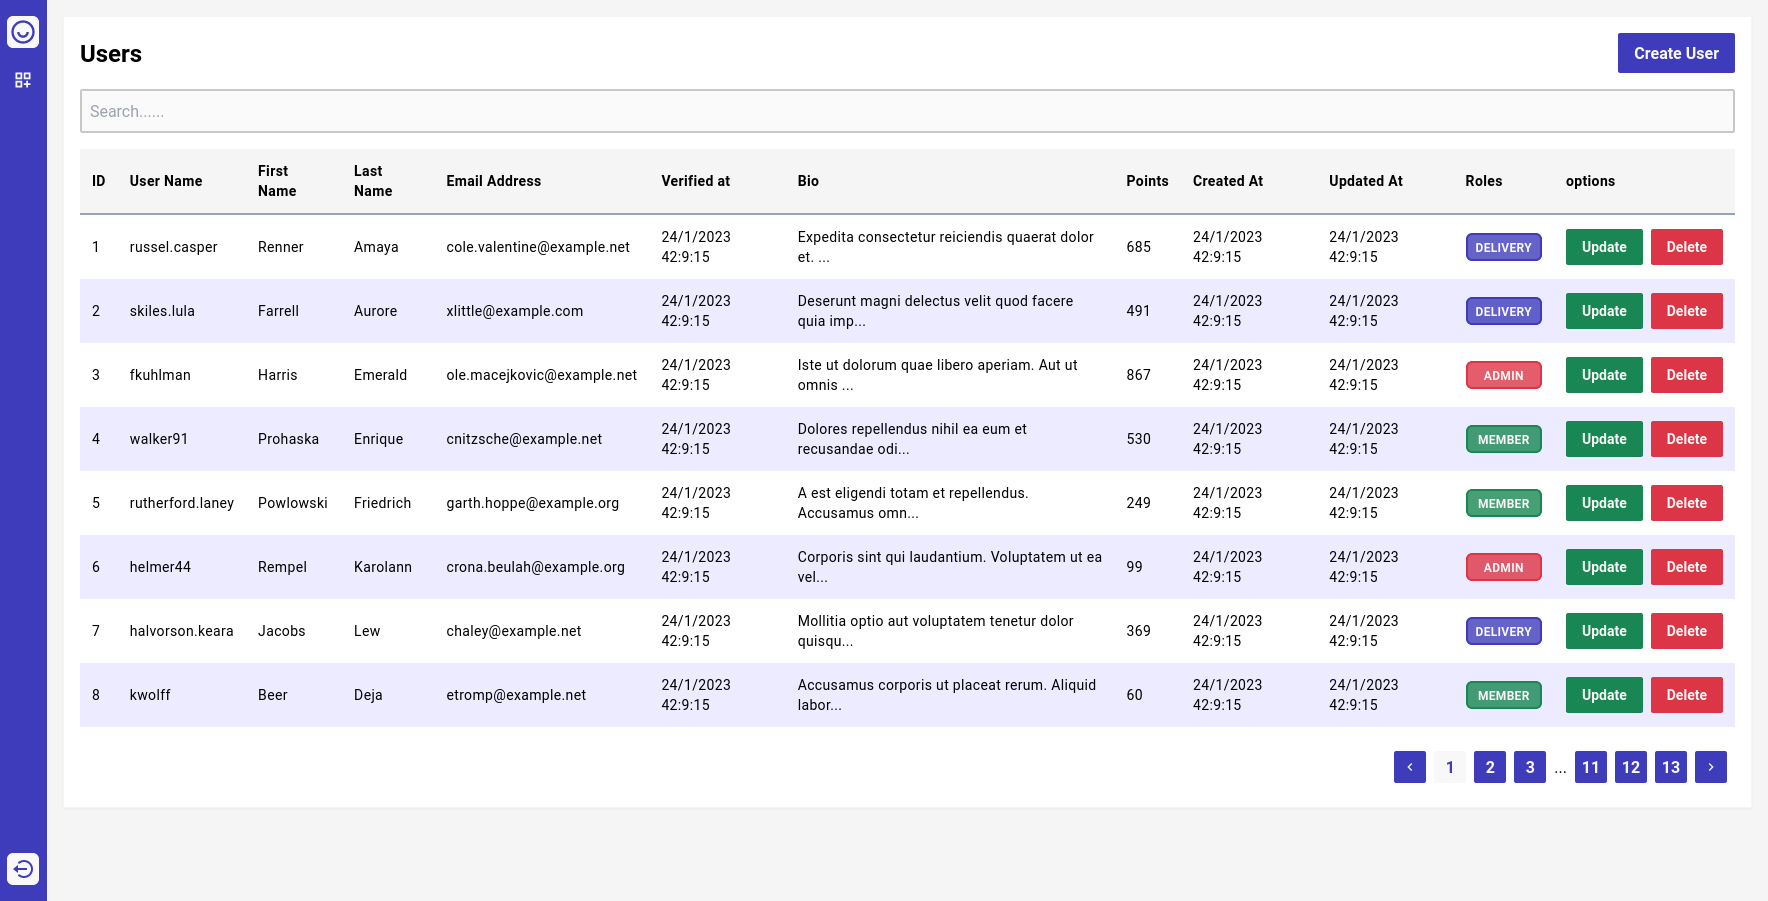 Users
Create User
Search......
ID User Name First Name Last Name Email Address Verified at Bio Points Created At Updated At Roles options
1 russel.casper Renner Amaya cole.valentine@example.net 24/1/2023 42:9:15 Expedita consectetur reiciendis quaerat dolor et. ... 685 24/1/2023 42:9:15 24/1/2023 42:9:15 DELIVERY Update Delete
2 skiles.lula Farrell Aurore xlittle@example.com 24/1/2023 42:9:15 Deserunt magni delectus velit quod facere quia imp... 491 24/1/2023 42:9:15 24/1/2023 42:9:15 DELIVERY Update Delete
3 fkuhlman Harris Emerald ole.macejkovic@example.net 24/1/2023 42:9:15 Iste ut dolorum quae libero aperiam. Aut ut omnis ... 867 24/1/2023 42:9:15 24/1/2023 42:9:15 ADMIN Update Delete
4 walker91 Prohaska Enrique cnitzsche@example.net 24/1/2023 42:9:15 Dolores repellendus nihil ea eum et recusandae odi... 530 24/1/2023 42:9:15 24/1/2023 42:9:15 MEMBER Update Delete
5 rutherford.laney Powlowski Friedrich garth.hoppe@example.org 24/1/2023 42:9:15 A est eligendi totam et repellendus. Accusamus omn... 249 24/1/2023 42:9:15 24/1/2023 42:9:15 MEMBER Update Delete
6 helmer44 Rempel Karolann crona.beulah@example.org 24/1/2023 42:9:15 Corporis sint qui laudantium. Voluptatem ut ea vel... 99 24/1/2023 42:9:15 24/1/2023 42:9:15 ADMIN Update Delete
7 halvorson.keara Jacobs Lew chaley@example.net 24/1/2023 42:9:15 Mollitia optio aut voluptatem tenetur dolor quisqu... 369 24/1/2023 42:9:15 24/1/2023 42:9:15 DELIVERY Update Delete
8 kwolff Beer Deja etromp@example.net 24/1/2023 42:9:15 Accusamus corporis ut placeat rerum. Aliquid labor... 60 24/1/2023 42:9:15 24/1/2023 42:9:15 MEMBER Update Delete
1 2 3 ... 11 12 13